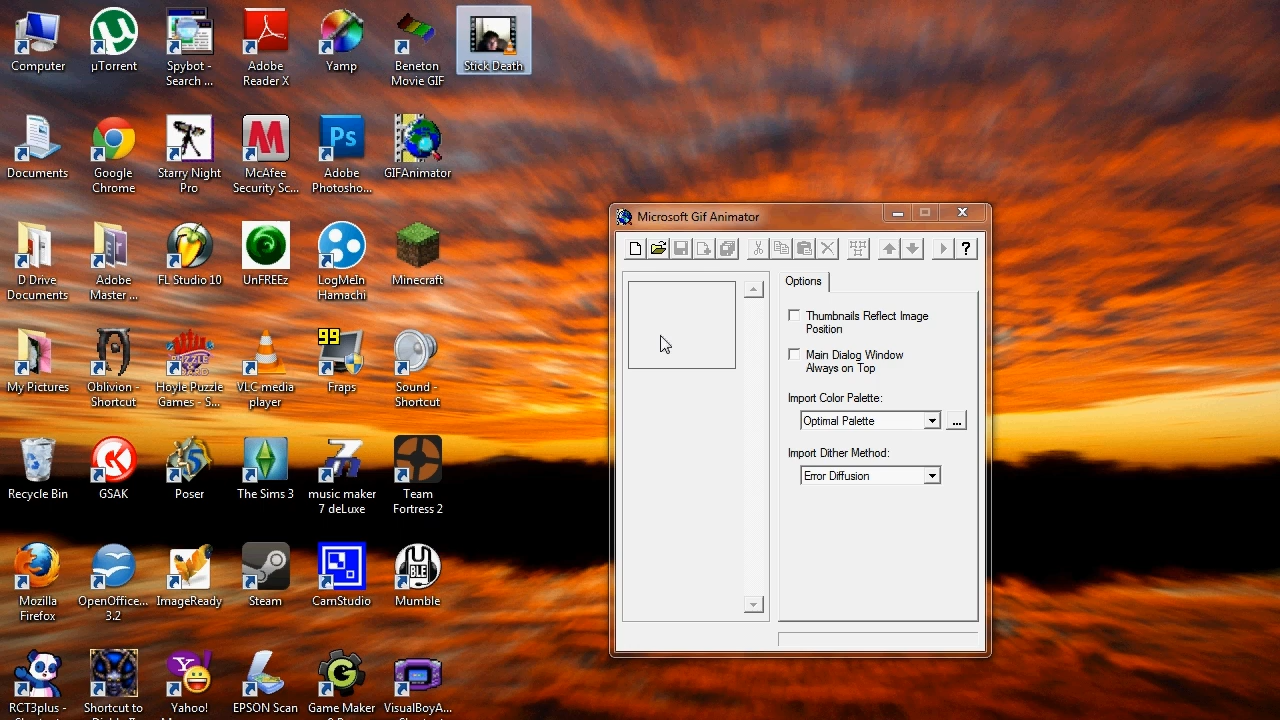 Computer
µTorrent
Spybot -
Search ...
Adobe
Reader X
Yamp
Beneton
Movie GIF
Stick Death
Documents
Google
Chrome
Starry Night
Pro
McAfee
Security Sc...
Ps
Adobe
Photosho...
GIFAnimator
D Drive
Documents
Adobe
Master ...
FL Studio 10
UnFREEz
LogMeIn
Hamachi
Minecraft
My Pictures
Oblivion -
Shortcut
Hoyle Puzzle
Games - S...
VLC media
player
99
Fraps
Sound -
Shortcut
Recycle Bin
GSAK
Poser
The Sims 3
music maker
7 deLuxe
Team
Fortress 2
Mozilla
Firefox
OpenOffice...
3.2
ImageReady
Steam
CamStudio
Mumble
RCT3plus -
Shortcut to
Yahoo!
EPSON Scan
Game Maker
VisualBoyA...
Microsoft Gif Animator
Options
Thumbnails Reflect Image
Position
Main Dialog Window
Always on Top
Import Color Palette:
Optimal Palette
...
Import Dither Method:
Error Diffusion